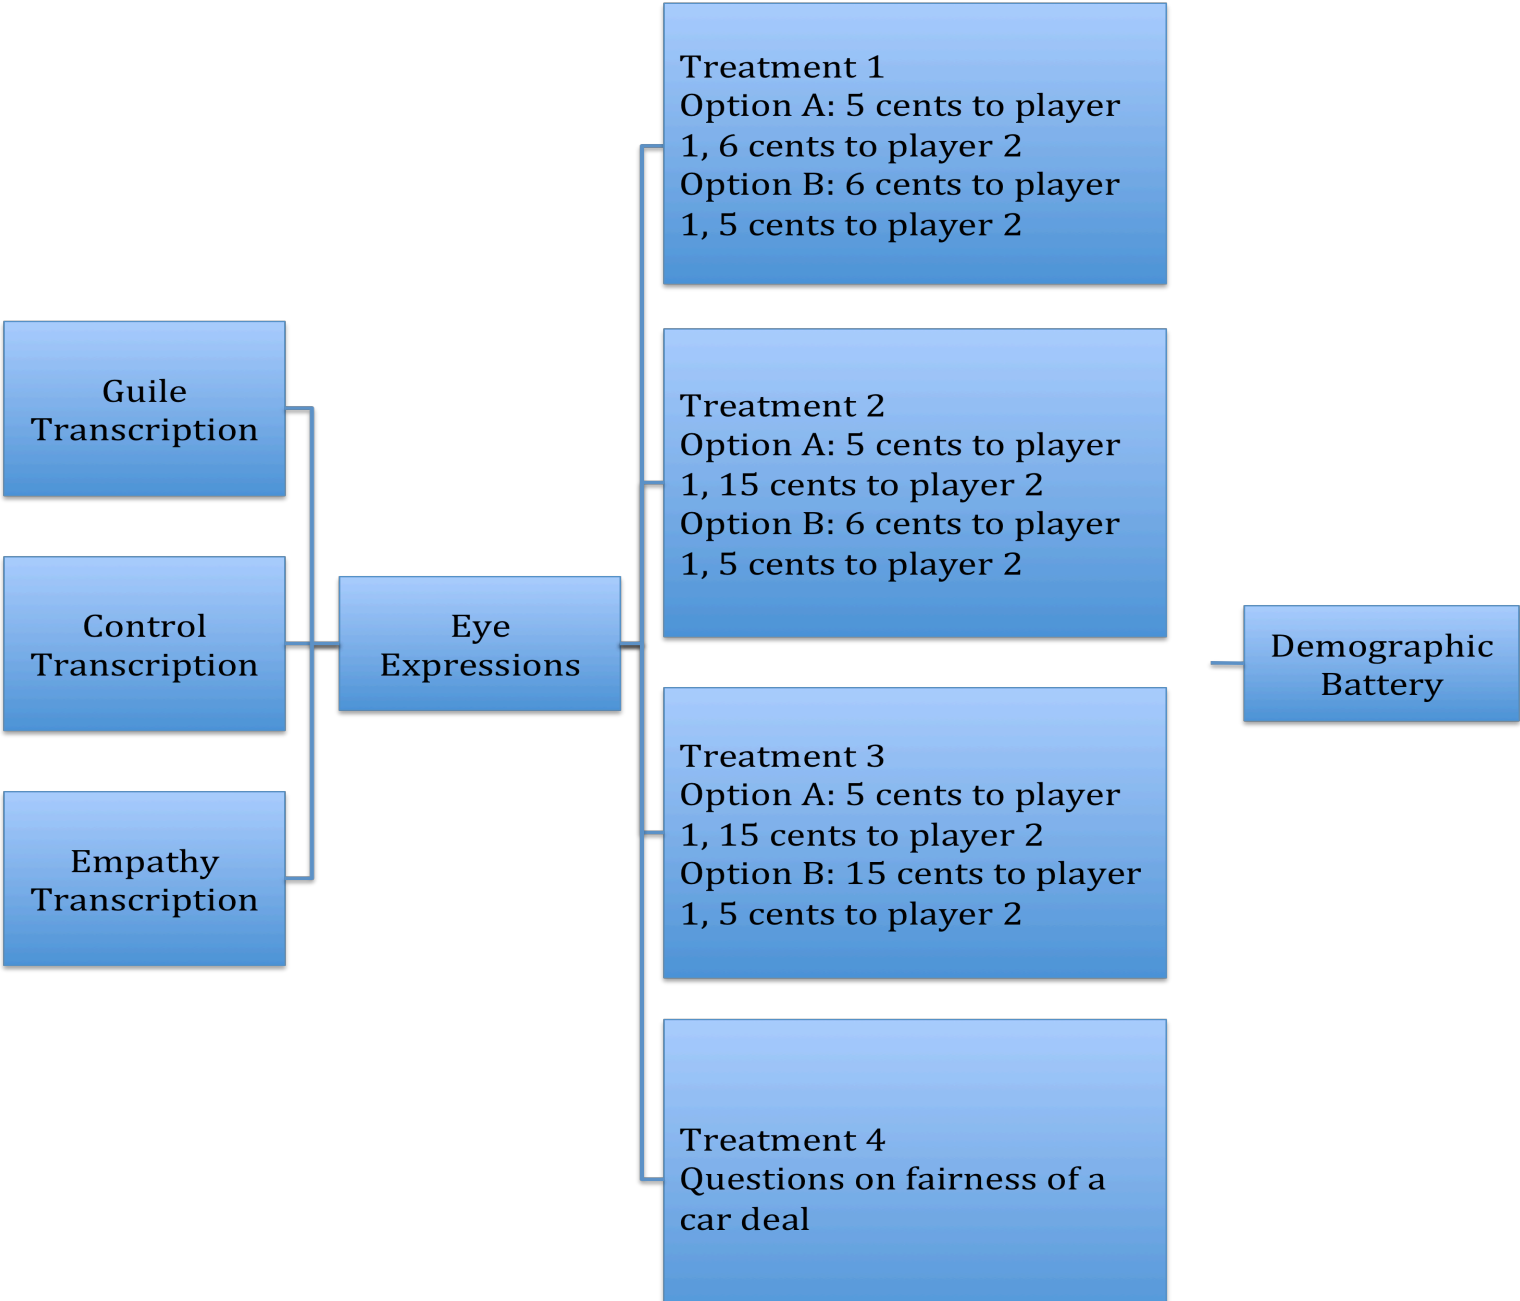 Guile
Transcription
Control
Transcription
Empathy
Transcription
Eye
Expressions
Treatment 1
Option A: 5 cents to player
1, 6 cents to player 2
Option B: 6 cents to player
1, 5 cents to player 2
Treatment 2
Option A: 5 cents to player
1, 15 cents to player 2
Option B: 6 cents to player
1, 5 cents to player 2
Treatment 3
Option A: 5 cents to player
1, 15 cents to player 2
Option B: 15 cents to player
1, 5 cents to player 2
Treatment 4
Questions on fairness of a
car deal
Demographic
Battery